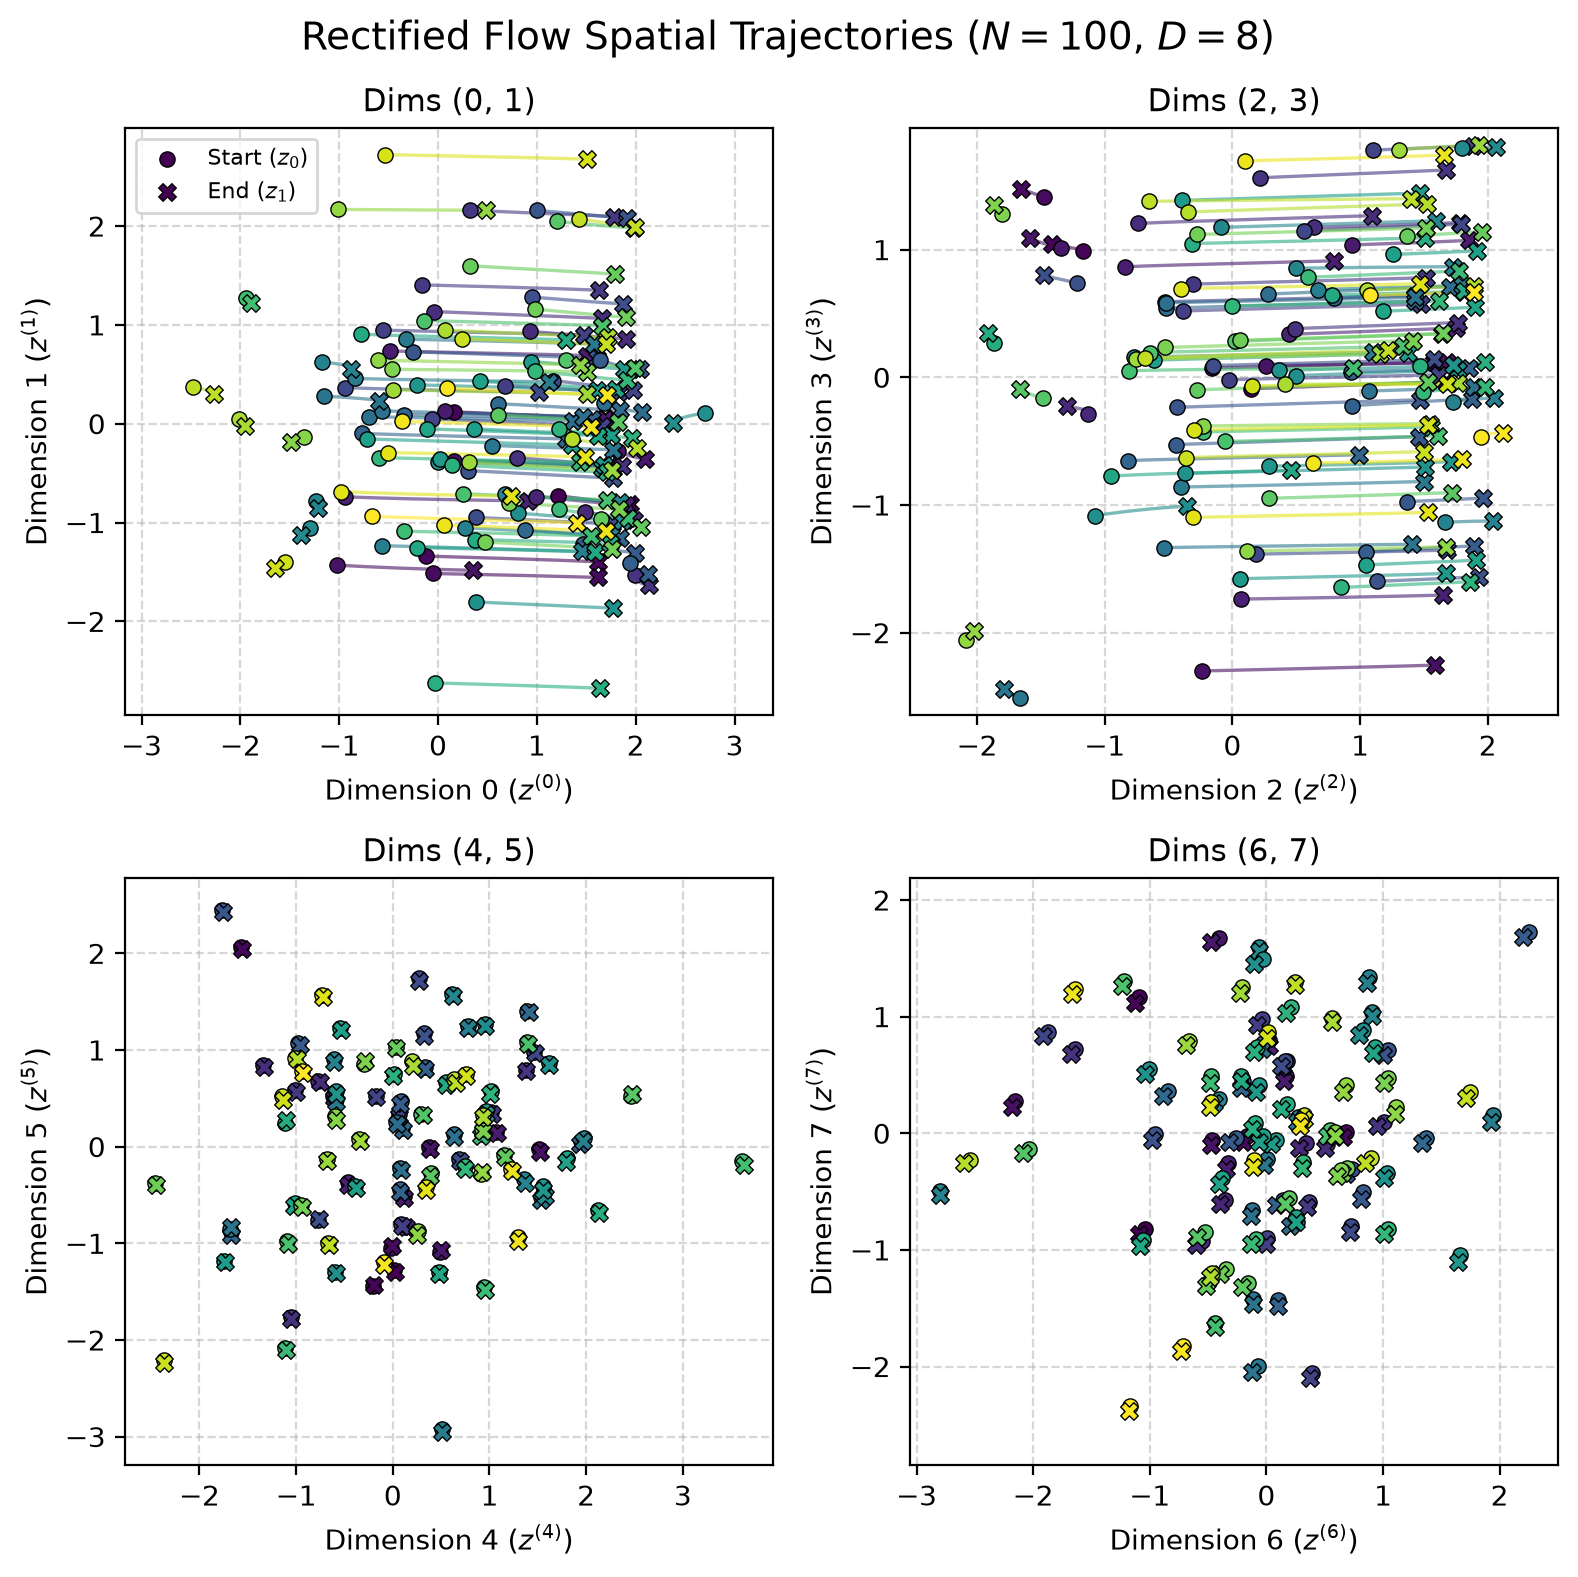 Rectified Flow Spatial Trajectories (N = 100, D = 8)
Dims (0, 1)
Start (z₀)
End (z₁)
2
1
0
−1
−2
Dimension 1 (z⁽¹⁾)
−3 −2 −1 0 1 2 3
Dimension 0 (z⁽⁰⁾)
Dims (2, 3)
1
0
−1
−2
Dimension 3 (z⁽³⁾)
−2 −1 0 1 2
Dimension 2 (z⁽²⁾)
Dims (4, 5)
2
1
0
−1
−2
−3
Dimension 5 (z⁽⁵⁾)
−2 −1 0 1 2 3
Dimension 4 (z⁽⁴⁾)
Dims (6, 7)
2
1
0
−1
−2
Dimension 7 (z⁽⁷⁾)
−3 −2 −1 0 1 2
Dimension 6 (z⁽⁶⁾)